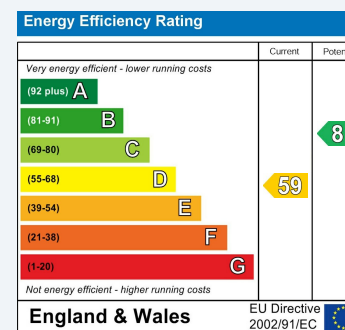 Energy Efficiency Rating
Current
Very energy efficient - lower running costs
(92 plus) A
(81-91) B
(69-80) C
(55-68) D
59
(39-54) E
(21-38) F
(1-20) G
Not energy efficient - higher running costs
England & Wales
EU Directive
2002/91/EC